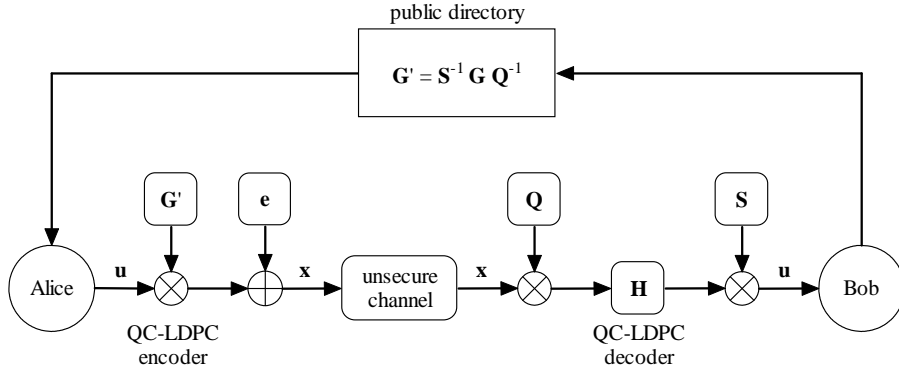 public directory
G' = S⁻¹ G Q⁻¹
G'
e
Q
S
Alice
u
x
unsecure
channel
x
H
u
Bob
QC-LDPC
encoder
QC-LDPC
decoder